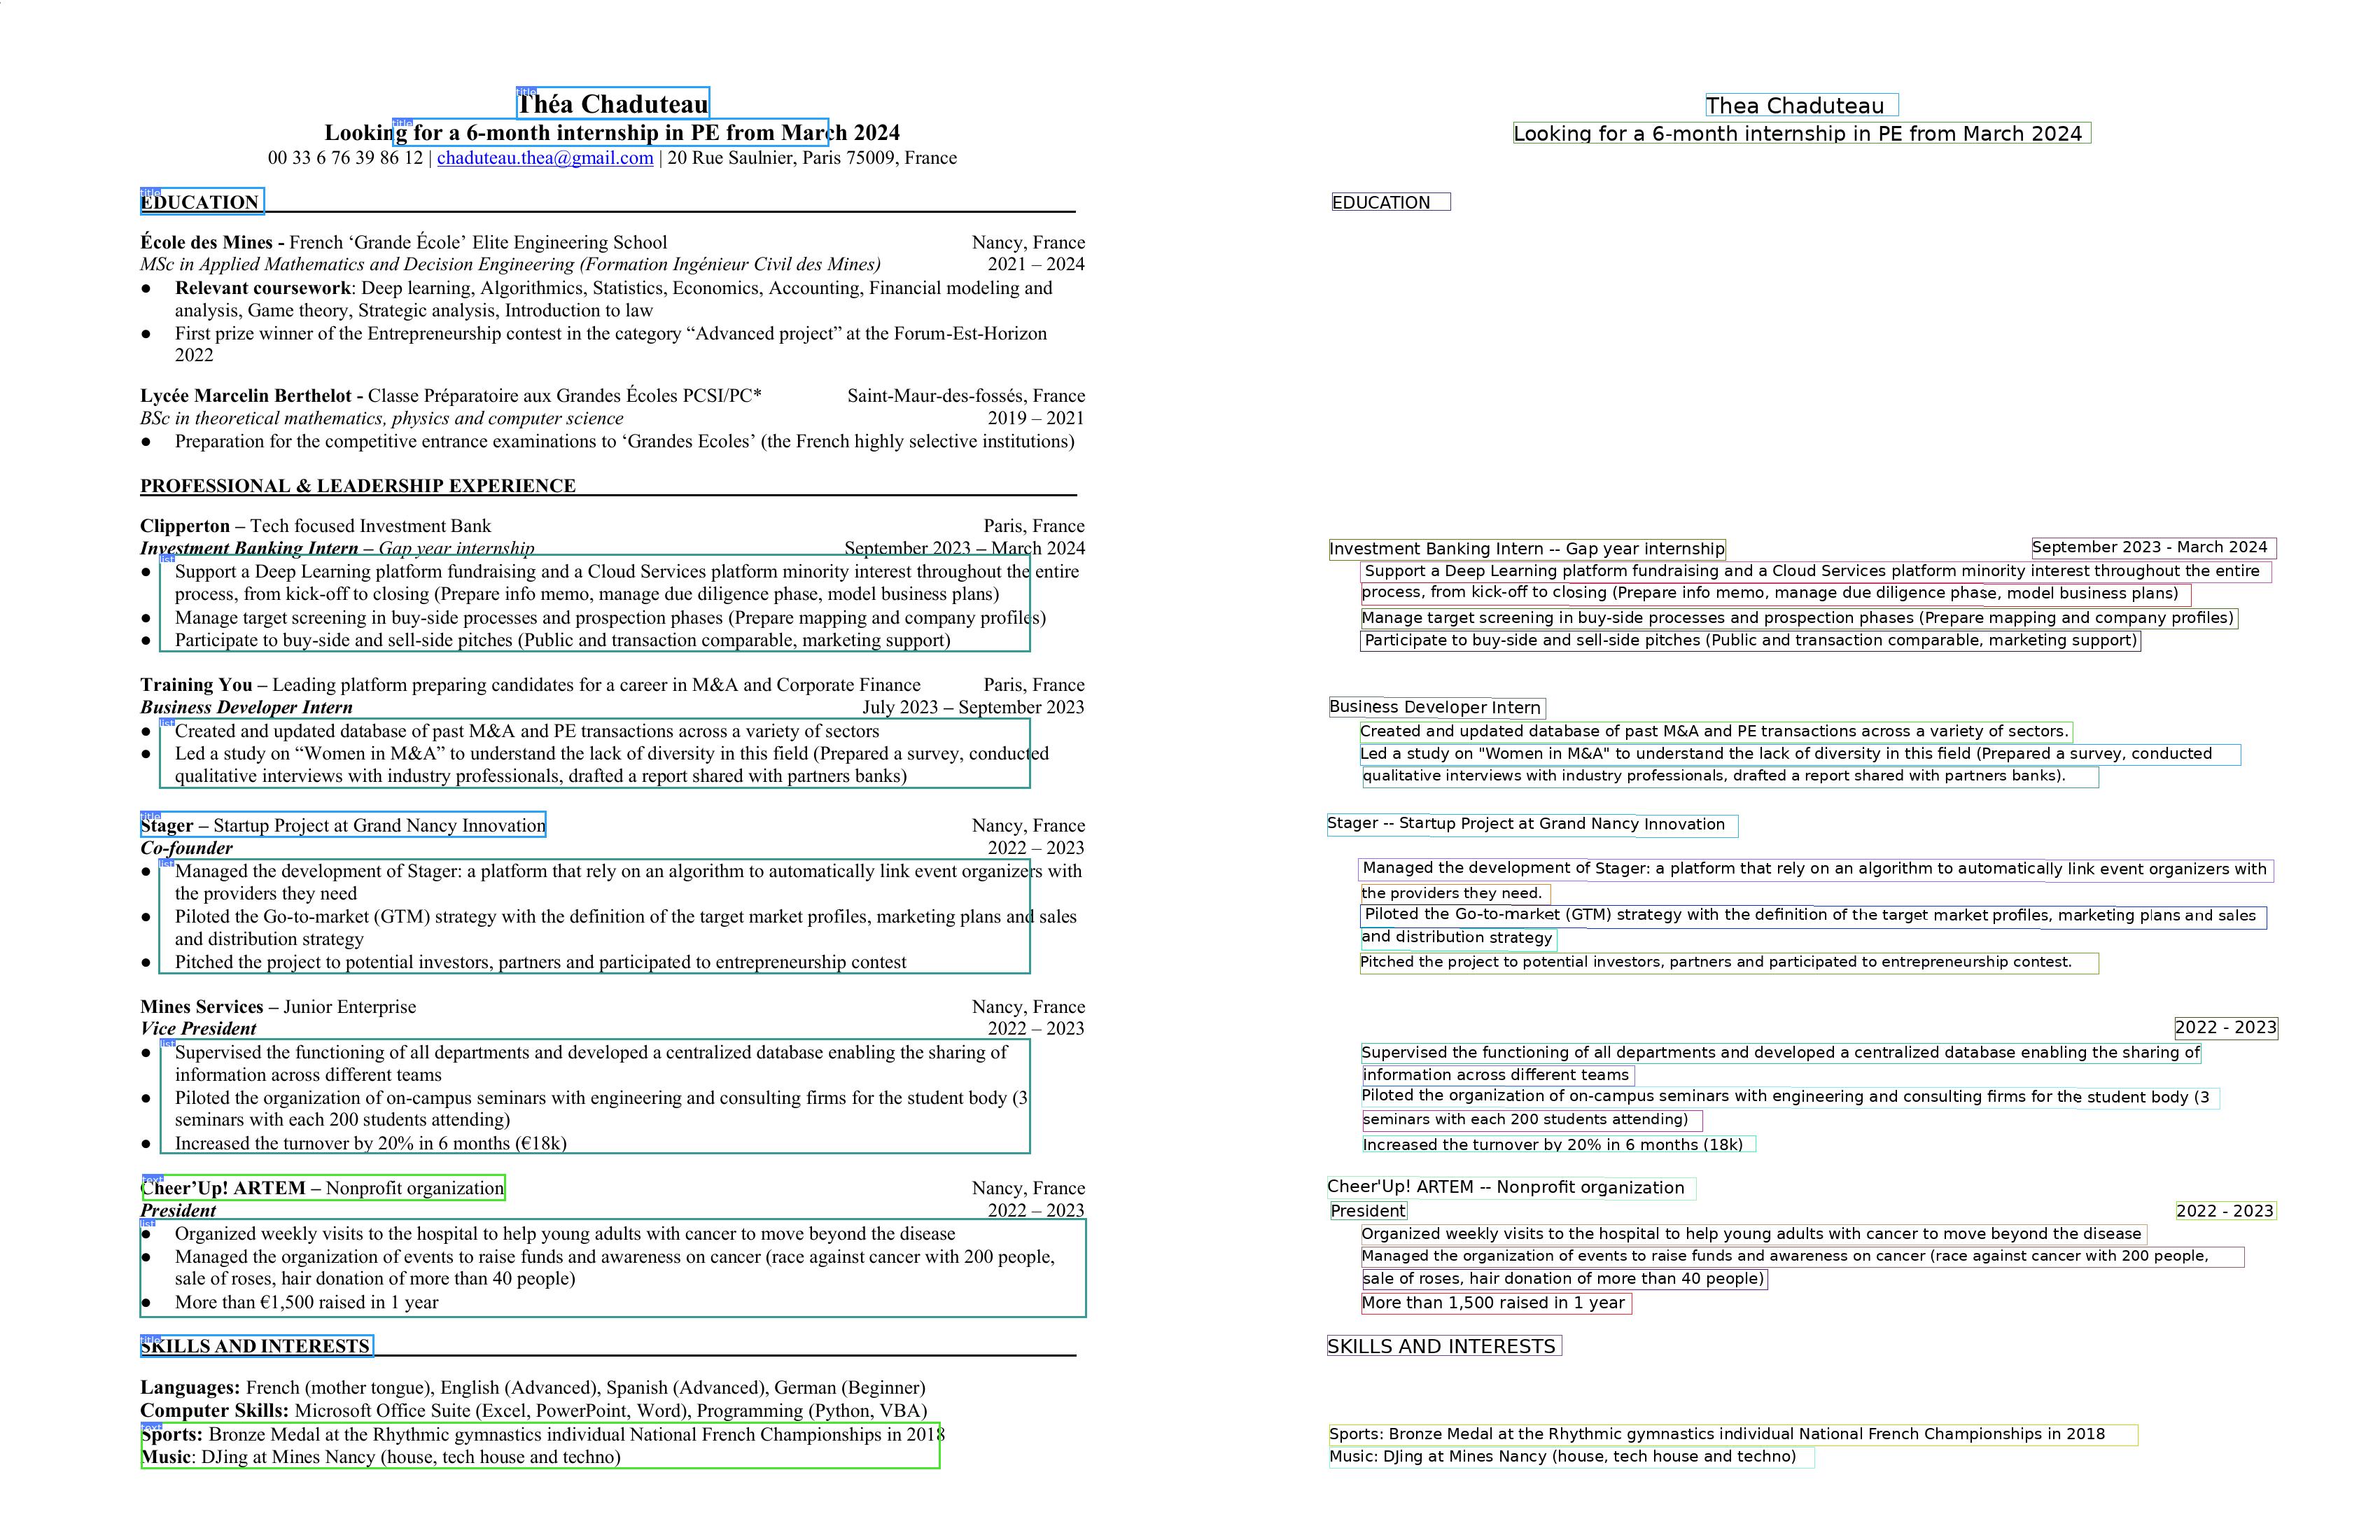 Théa Chaduteau
Looking for a 6-month internship in PE from March 2024
00 33 6 76 39 86 12 | chaduteau.thea@gmail.com | 20 Rue Saulnier, Paris 75009, France
title
title
title
EDUCATION
École des Mines - French ‘Grande École’ Elite Engineering School Nancy, France
MSc in Applied Mathematics and Decision Engineering (Formation Ingénieur Civil des Mines) 2021 – 2024
● Relevant coursework: Deep learning, Algorithmics, Statistics, Economics, Accounting, Financial modeling and
analysis, Game theory, Strategic analysis, Introduction to law
● First prize winner of the Entrepreneurship contest in the category “Advanced project” at the Forum-Est-Horizon
2022
Lycée Marcelin Berthelot - Classe Préparatoire aux Grandes Écoles PCSI/PC* Saint-Maur-des-fossés, France
BSc in theoretical mathematics, physics and computer science 2019 – 2021
● Preparation for the competitive entrance examinations to ‘Grandes Ecoles’ (the French highly selective institutions)
PROFESSIONAL & LEADERSHIP EXPERIENCE
Clipperton – Tech focused Investment Bank Paris, France
Investment Banking Intern – Gap year internship September 2023 – March 2024
list
● Support a Deep Learning platform fundraising and a Cloud Services platform minority interest throughout the entire
process, from kick-off to closing (Prepare info memo, manage due diligence phase, model business plans)
● Manage target screening in buy-side processes and prospection phases (Prepare mapping and company profiles)
● Participate to buy-side and sell-side pitches (Public and transaction comparable, marketing support)
Training You – Leading platform preparing candidates for a career in M&A and Corporate Finance Paris, France
Business Developer Intern July 2023 – September 2023
list
● Created and updated database of past M&A and PE transactions across a variety of sectors
● Led a study on “Women in M&A” to understand the lack of diversity in this field (Prepared a survey, conducted
qualitative interviews with industry professionals, drafted a report shared with partners banks)
title
Stager – Startup Project at Grand Nancy Innovation Nancy, France
Co-founder 2022 – 2023
list
● Managed the development of Stager: a platform that rely on an algorithm to automatically link event organizers with
the providers they need
● Piloted the Go-to-market (GTM) strategy with the definition of the target market profiles, marketing plans and sales
and distribution strategy
● Pitched the project to potential investors, partners and participated to entrepreneurship contest
Mines Services – Junior Enterprise Nancy, France
Vice President 2022 – 2023
list
● Supervised the functioning of all departments and developed a centralized database enabling the sharing of
information across different teams
● Piloted the organization of on-campus seminars with engineering and consulting firms for the student body (3
seminars with each 200 students attending)
● Increased the turnover by 20% in 6 months (€18k)
text
Cheer’Up! ARTEM – Nonprofit organization Nancy, France
President 2022 – 2023
list
● Organized weekly visits to the hospital to help young adults with cancer to move beyond the disease
● Managed the organization of events to raise funds and awareness on cancer (race against cancer with 200 people,
sale of roses, hair donation of more than 40 people)
● More than €1,500 raised in 1 year
title
SKILLS AND INTERESTS
Languages: French (mother tongue), English (Advanced), Spanish (Advanced), German (Beginner)
Computer Skills: Microsoft Office Suite (Excel, PowerPoint, Word), Programming (Python, VBA)
text
Sports: Bronze Medal at the Rhythmic gymnastics individual National French Championships in 2018
Music: DJing at Mines Nancy (house, tech house and techno)
Thea Chaduteau
Looking for a 6-month internship in PE from March 2024
EDUCATION
Investment Banking Intern -- Gap year internship September 2023 - March 2024
Support a Deep Learning platform fundraising and a Cloud Services platform minority interest throughout the entire
process, from kick-off to closing (Prepare info memo, manage due diligence phase, model business plans)
Manage target screening in buy-side processes and prospection phases (Prepare mapping and company profiles)
Participate to buy-side and sell-side pitches (Public and transaction comparable, marketing support)
Business Developer Intern
Created and updated database of past M&A and PE transactions across a variety of sectors.
Led a study on "Women in M&A" to understand the lack of diversity in this field (Prepared a survey, conducted
qualitative interviews with industry professionals, drafted a report shared with partners banks).
Stager -- Startup Project at Grand Nancy Innovation
Managed the development of Stager: a platform that rely on an algorithm to automatically link event organizers with
the providers they need.
Piloted the Go-to-market (GTM) strategy with the definition of the target market profiles, marketing plans and sales
and distribution strategy
Pitched the project to potential investors, partners and participated to entrepreneurship contest.
2022 - 2023
Supervised the functioning of all departments and developed a centralized database enabling the sharing of
information across different teams
Piloted the organization of on-campus seminars with engineering and consulting firms for the student body (3
seminars with each 200 students attending)
Increased the turnover by 20% in 6 months (18k)
Cheer'Up! ARTEM -- Nonprofit organization
President 2022 - 2023
Organized weekly visits to the hospital to help young adults with cancer to move beyond the disease
Managed the organization of events to raise funds and awareness on cancer (race against cancer with 200 people,
sale of roses, hair donation of more than 40 people)
More than 1,500 raised in 1 year
SKILLS AND INTERESTS
Sports: Bronze Medal at the Rhythmic gymnastics individual National French Championships in 2018
Music: DJing at Mines Nancy (house, tech house and techno)